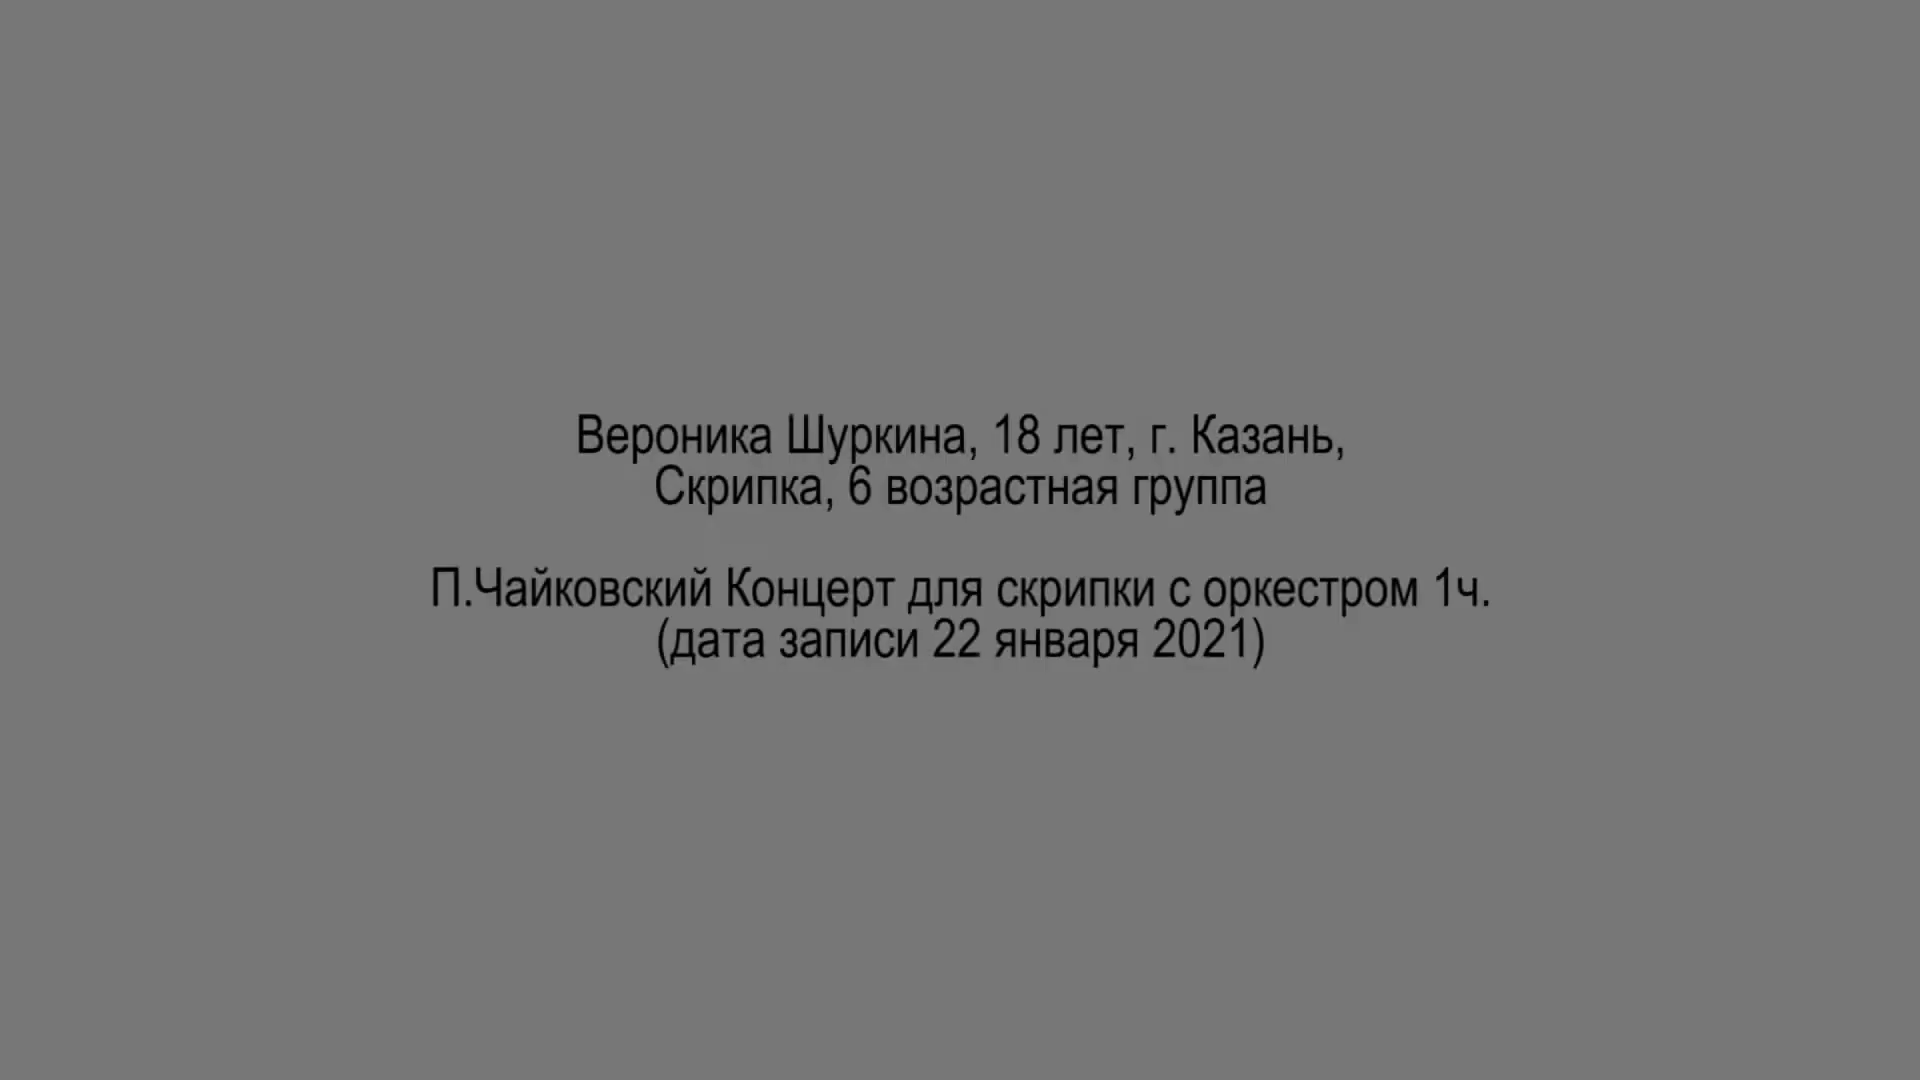 Вероника Шуркина, 18 лет, г. Казань,
Скрипка, 6 возрастная группа
П.Чайковский Концерт для скрипки с оркестром 1ч.
(дата записи 22 января 2021)